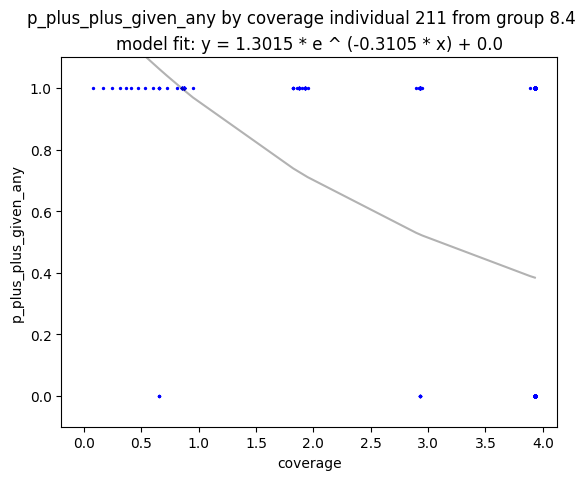 p_plus_plus_given_any by coverage individual 211 from group 8.4
model fit: y = 1.3015 * e ^ (-0.3105 * x) + 0.0
1.0
0.8
0.6
0.4
0.2
0.0
p_plus_plus_given_any
0.0 0.5 1.0 1.5 2.0 2.5 3.0 3.5 4.0
coverage